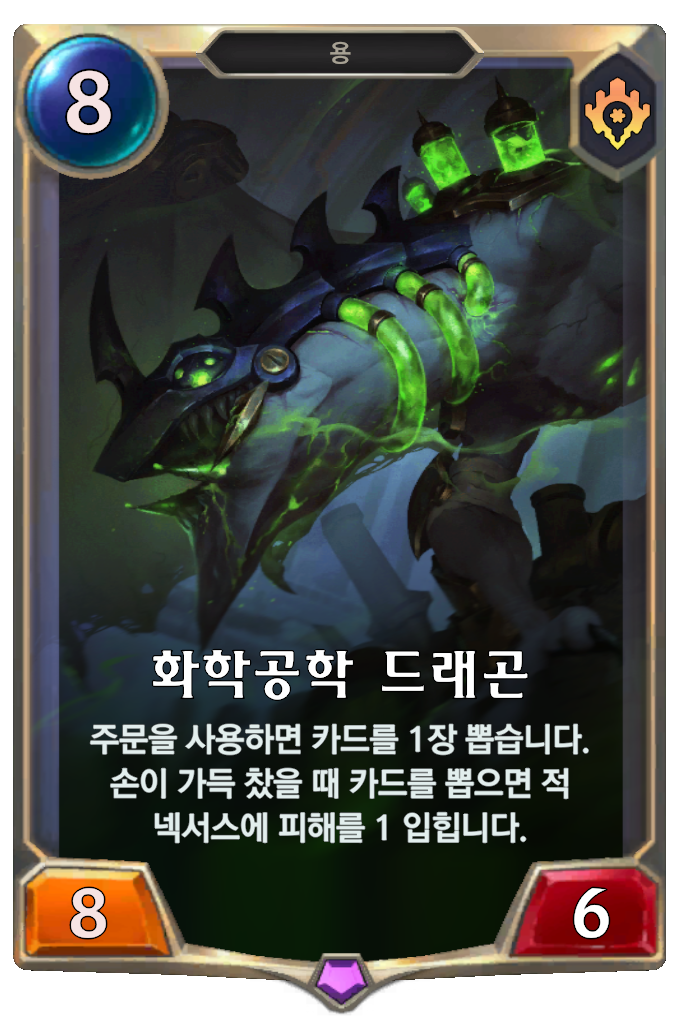 8
용
화학공학 드래곤
주문을 사용하면 카드를 1장 뽑습니다.
손이 가득 찼을 때 카드를 뽑으면 적
넥서스에 피해를 1 입힙니다.
8
6